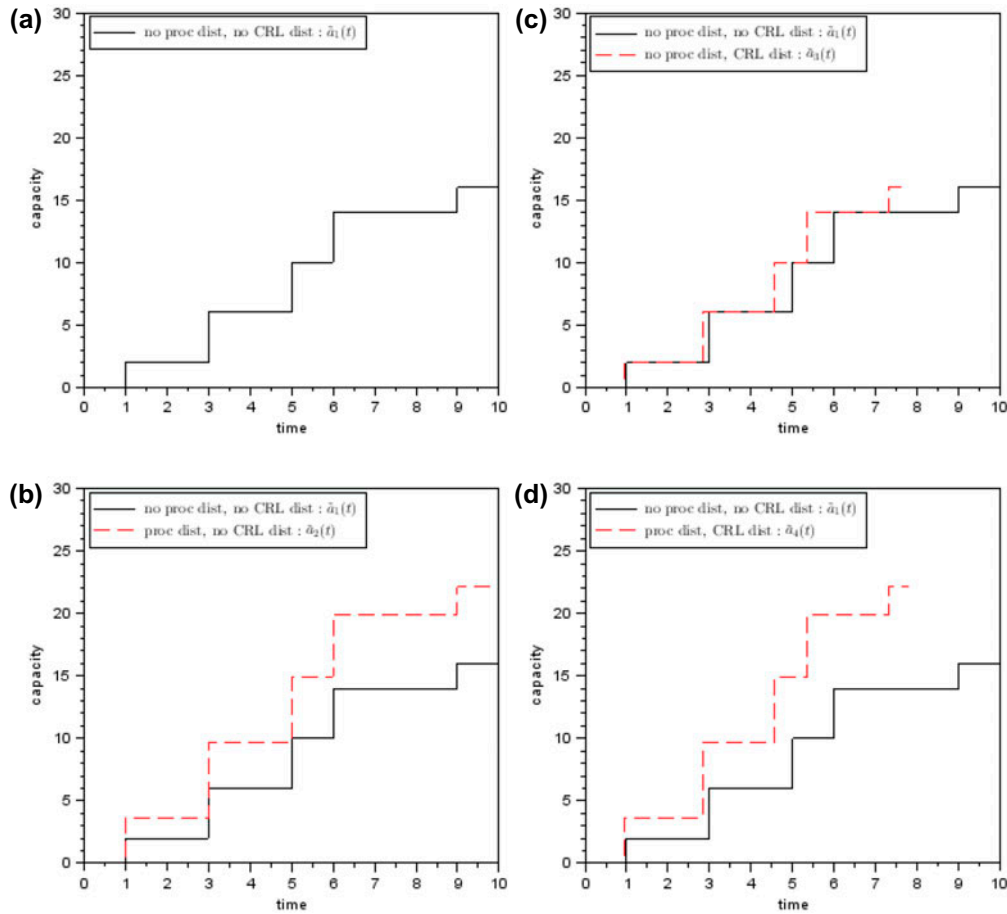 (a)
30
25
20
15
10
5
0
capacity
no proc dist, no CRL dist : ã₁(t)
0 1 2 3 4 5 6 7 8 9 10
time
(c)
30
25
20
15
10
5
0
capacity
no proc dist, no CRL dist : ã₁(t)
no proc dist, CRL dist : ã₃(t)
0 1 2 3 4 5 6 7 8 9 10
time
(b)
30
25
20
15
10
5
0
capacity
no proc dist, no CRL dist : ã₁(t)
proc dist, no CRL dist : ã₂(t)
0 1 2 3 4 5 6 7 8 9 10
time
(d)
30
25
20
15
10
5
0
capacity
no proc dist, no CRL dist : ã₁(t)
proc dist, CRL dist : ã₄(t)
0 1 2 3 4 5 6 7 8 9 10
time